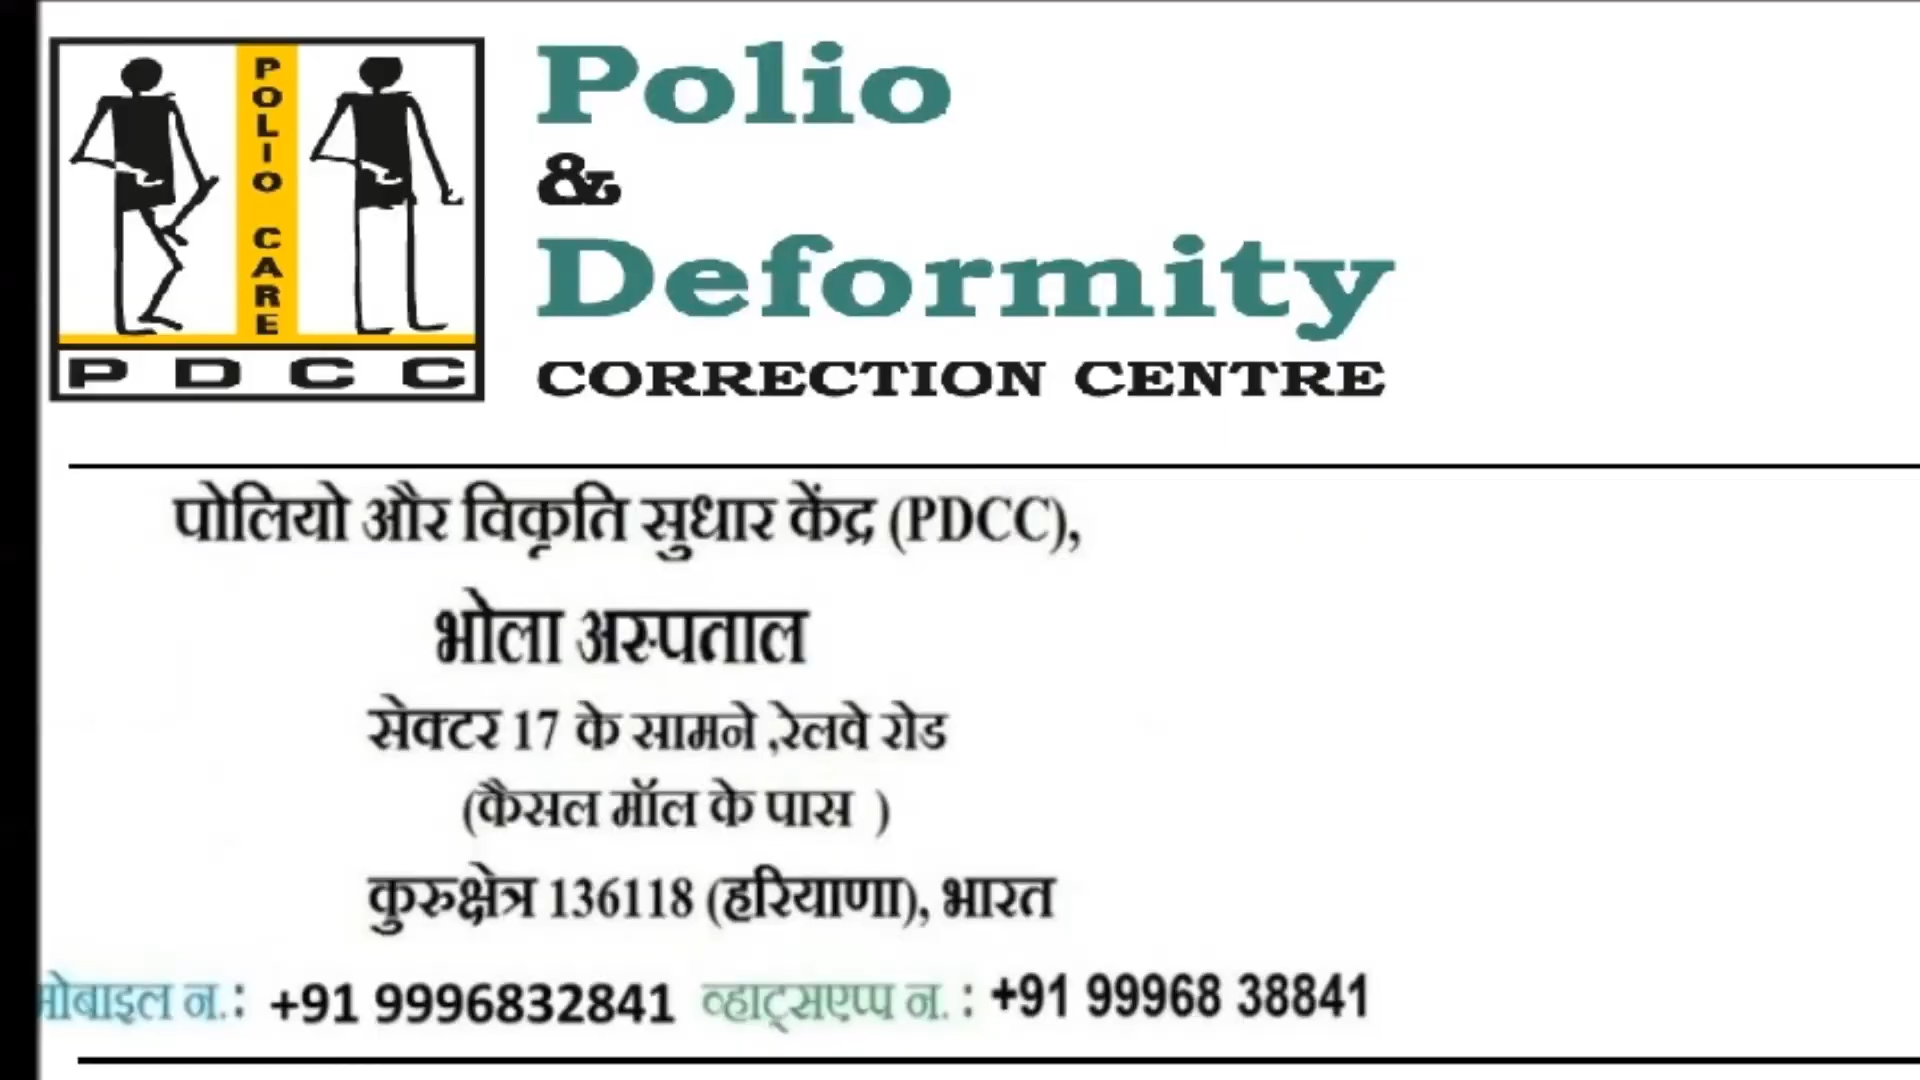 POLIO CARE
PDCC
Polio
&
Deformity
CORRECTION CENTRE
पोलियो और विकृति सुधार केंद्र (PDCC),
भोला अस्पताल
सेक्टर 17 के सामने ,रेलवे रोड
(कैसल मॉल के पास )
कुरुक्षेत्र 136118 (हरियाणा), भारत
मोबाइल न.: +91 9996832841 व्हाट्सएप्प न. : +91 99968 38841